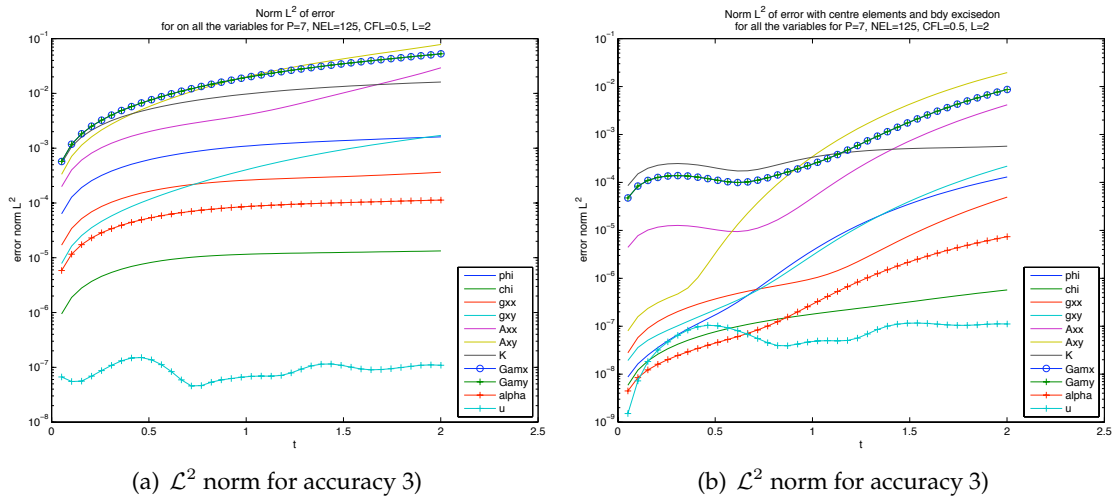 Norm L² of error
for on all the variables for P=7, NEL=125, CFL=0.5, L=2
10⁻¹
10⁻²
10⁻³
10⁻⁴
10⁻⁵
10⁻⁶
10⁻⁷
10⁻⁸
error norm L²
0
0.5
1
1.5
2
2.5
t
phi
chi
gxx
gxy
Axx
Axy
K
Gamx
Gamy
alpha
u
(a) 𝓛² norm for accuracy 3)
Norm L² of error with centre elements and bdy excisedon
for all the variables for P=7, NEL=125, CFL=0.5, L=2
10⁻¹
10⁻²
10⁻³
10⁻⁴
10⁻⁵
10⁻⁶
10⁻⁷
10⁻⁸
10⁻⁹
error norm L²
0
0.5
1
1.5
2
2.5
t
phi
chi
gxx
gxy
Axx
Axy
K
Gamx
Gamy
alpha
u
(b) 𝓛² norm for accuracy 3)